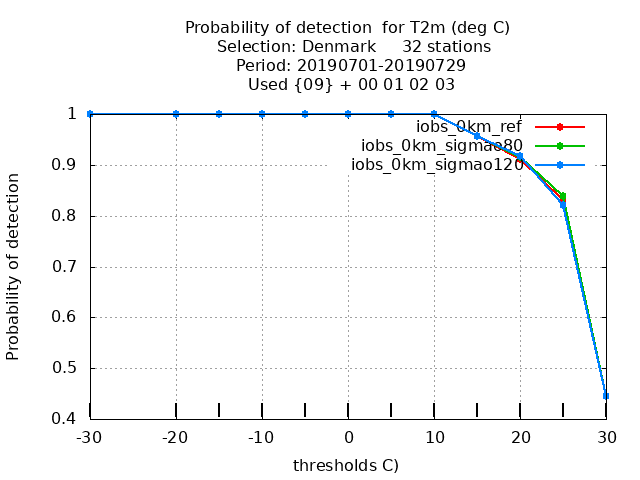 Probability of detection  for T2m (deg C)
Selection: Denmark     32 stations
Period: 20190701-20190729
Used {09} + 00 01 02 03
iobs_0km_ref
iobs_0km_sigmao80
iobs_0km_sigmao120
Probability of detection
1
0.9
0.8
0.7
0.6
0.5
0.4
-30 -20 -10 0 10 20 30
thresholds C)